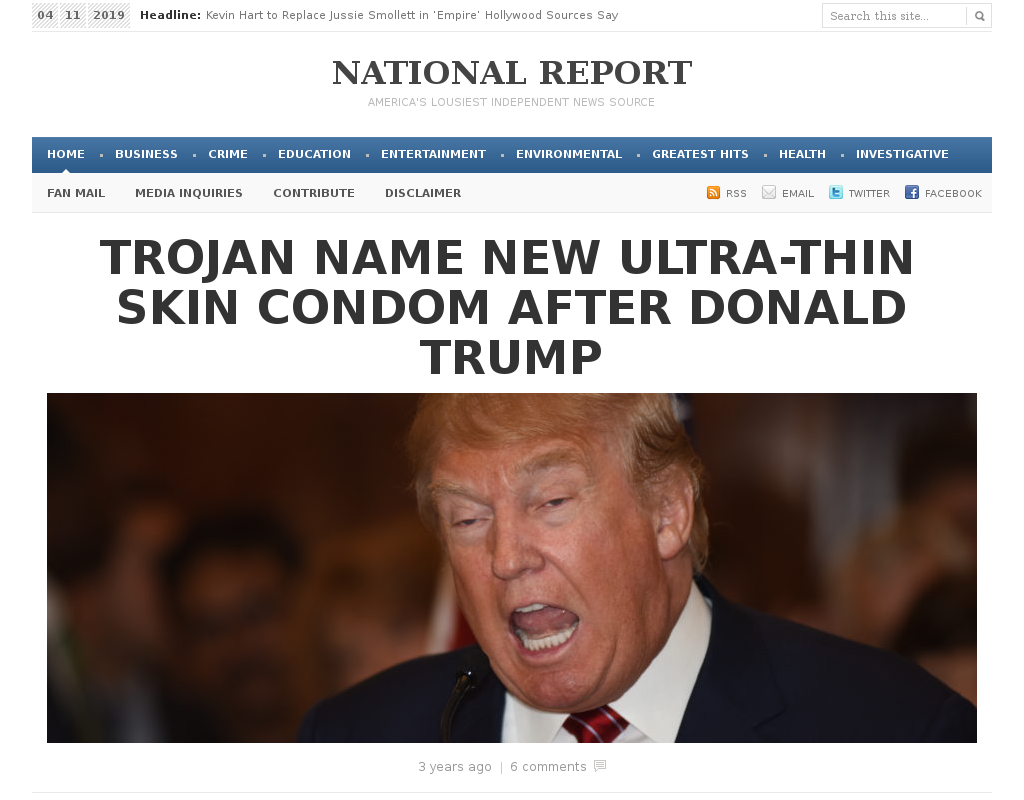 04 11 2019 Headline: Kevin Hart to Replace Jussie Smollett in 'Empire' Hollywood Sources Say Search this site...
NATIONAL REPORT
AMERICA'S LOUSIEST INDEPENDENT NEWS SOURCE
HOME BUSINESS CRIME EDUCATION ENTERTAINMENT ENVIRONMENTAL GREATEST HITS HEALTH INVESTIGATIVE
FAN MAIL MEDIA INQUIRIES CONTRIBUTE DISCLAIMER RSS EMAIL TWITTER FACEBOOK
TROJAN NAME NEW ULTRA-THIN
SKIN CONDOM AFTER DONALD
TRUMP
3 years ago | 6 comments